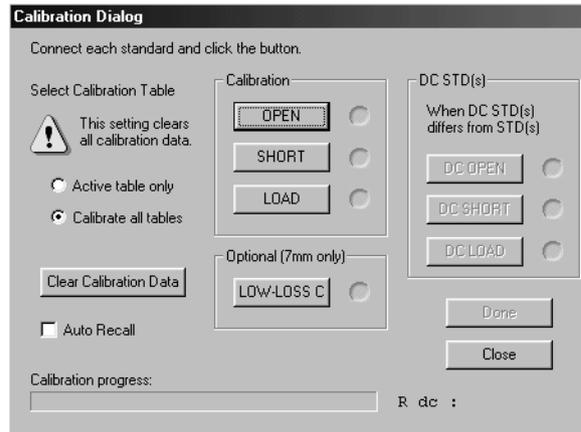 Calibration Dialog
Connect each standard and click the button.
Select Calibration Table
This setting clears
all calibration data.
Active table only
Calibrate all tables
Clear Calibration Data
Auto Recall
Calibration
OPEN
SHORT
LOAD
Optional (7mm only)
LOW-LOSS C
DC STD(s)
When DC STD(s)
differs from STD(s)
DC OPEN
DC SHORT
DC LOAD
Done
Close
Calibration progress:
R dc :